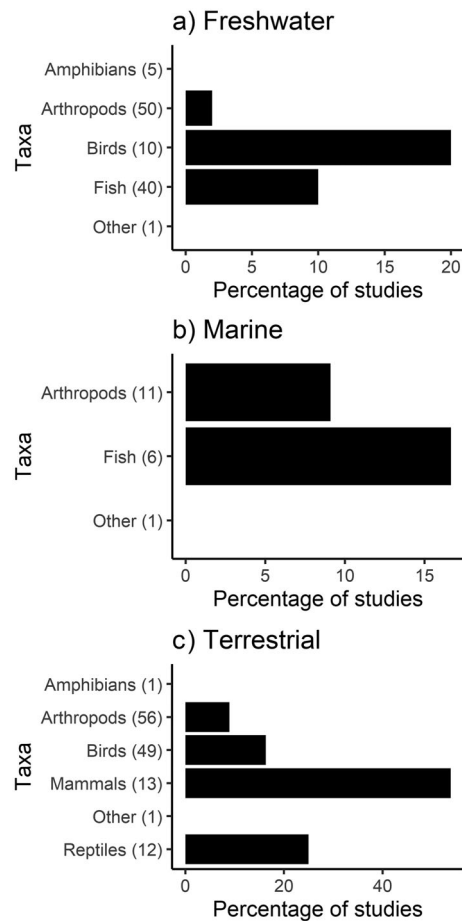 a) Freshwater
Taxa
Amphibians (5)
Arthropods (50)
Birds (10)
Fish (40)
Other (1)
0 5 10 15 20
Percentage of studies
b) Marine
Taxa
Arthropods (11)
Fish (6)
Other (1)
0 5 10 15
Percentage of studies
c) Terrestrial
Taxa
Amphibians (1)
Arthropods (56)
Birds (49)
Mammals (13)
Other (1)
Reptiles (12)
0 20 40
Percentage of studies